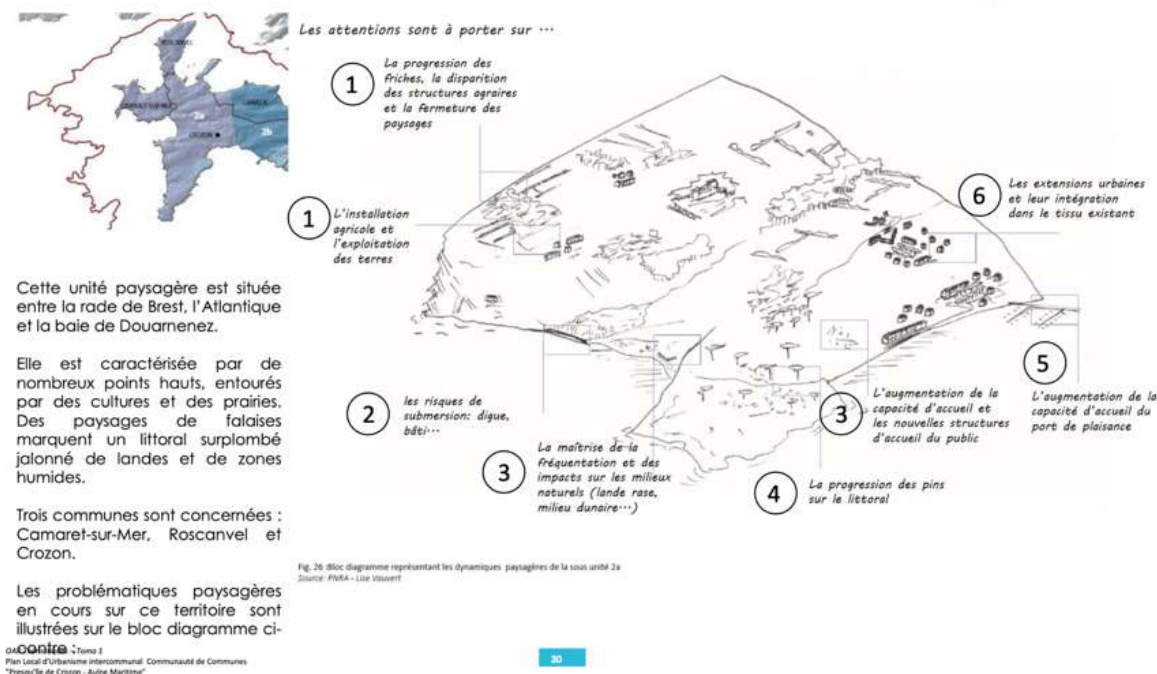 ROSCANVEL
CAMARET-SUR-MER
2a
CROZON
2b
Cette unité paysagère est située
entre la rade de Brest, l'Atlantique
et la baie de Douarnenez.
Elle est caractérisée par de
nombreux points hauts, entourés
par des cultures et des prairies.
Des paysages de falaises
marquent un littoral surplombé
jalonné de landes et de zones
humides.
Trois communes sont concernées :
Camaret-sur-Mer, Roscanvel et
Crozon.
Les problématiques paysagères
en cours sur ce territoire sont
illustrées sur le bloc diagramme ci-
contre :
Les attentions sont à porter sur ...
1
La progression des
friches, la disparition
des structures agraires
et la fermeture des
paysages
1
L'installation
agricole et
l'exploitation
des terres
2
les risques de
submersion: digue,
bâti...
3
La maîtrise de la
fréquentation et des
impacts sur les milieux
naturels (lande rase,
milieu dunaire...)
4
La progression des pins
sur le littoral
3
L'augmentation de la
capacité d'accueil et
les nouvelles structures
d'accueil du public
5
L'augmentation de la
capacité d'accueil du
port de plaisance
6
Les extensions urbaines
et leur intégration
dans le tissu existant
Fig. 26 :Bloc diagramme représentant les dynamiques paysagères de la sous unité 2a
Source: PNRA - Lise Vauvert
Tome 1
Plan Local d'Urbanisme Intercommunal Communauté de Communes
"Presqu'île de Crozon - Aulne Maritime"
30